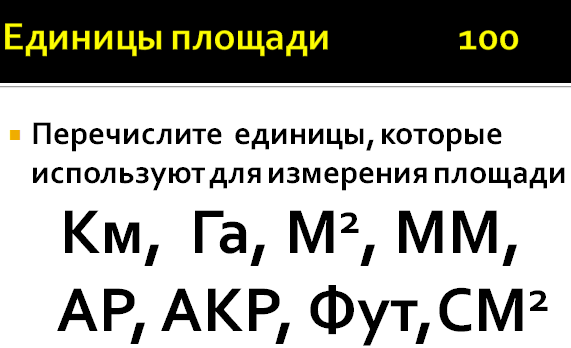 Единицы площади 100
Перечислите единицы, которые
используют для измерения площади
Км, Га, М², ММ,
АР, АКР, Фут, СМ²